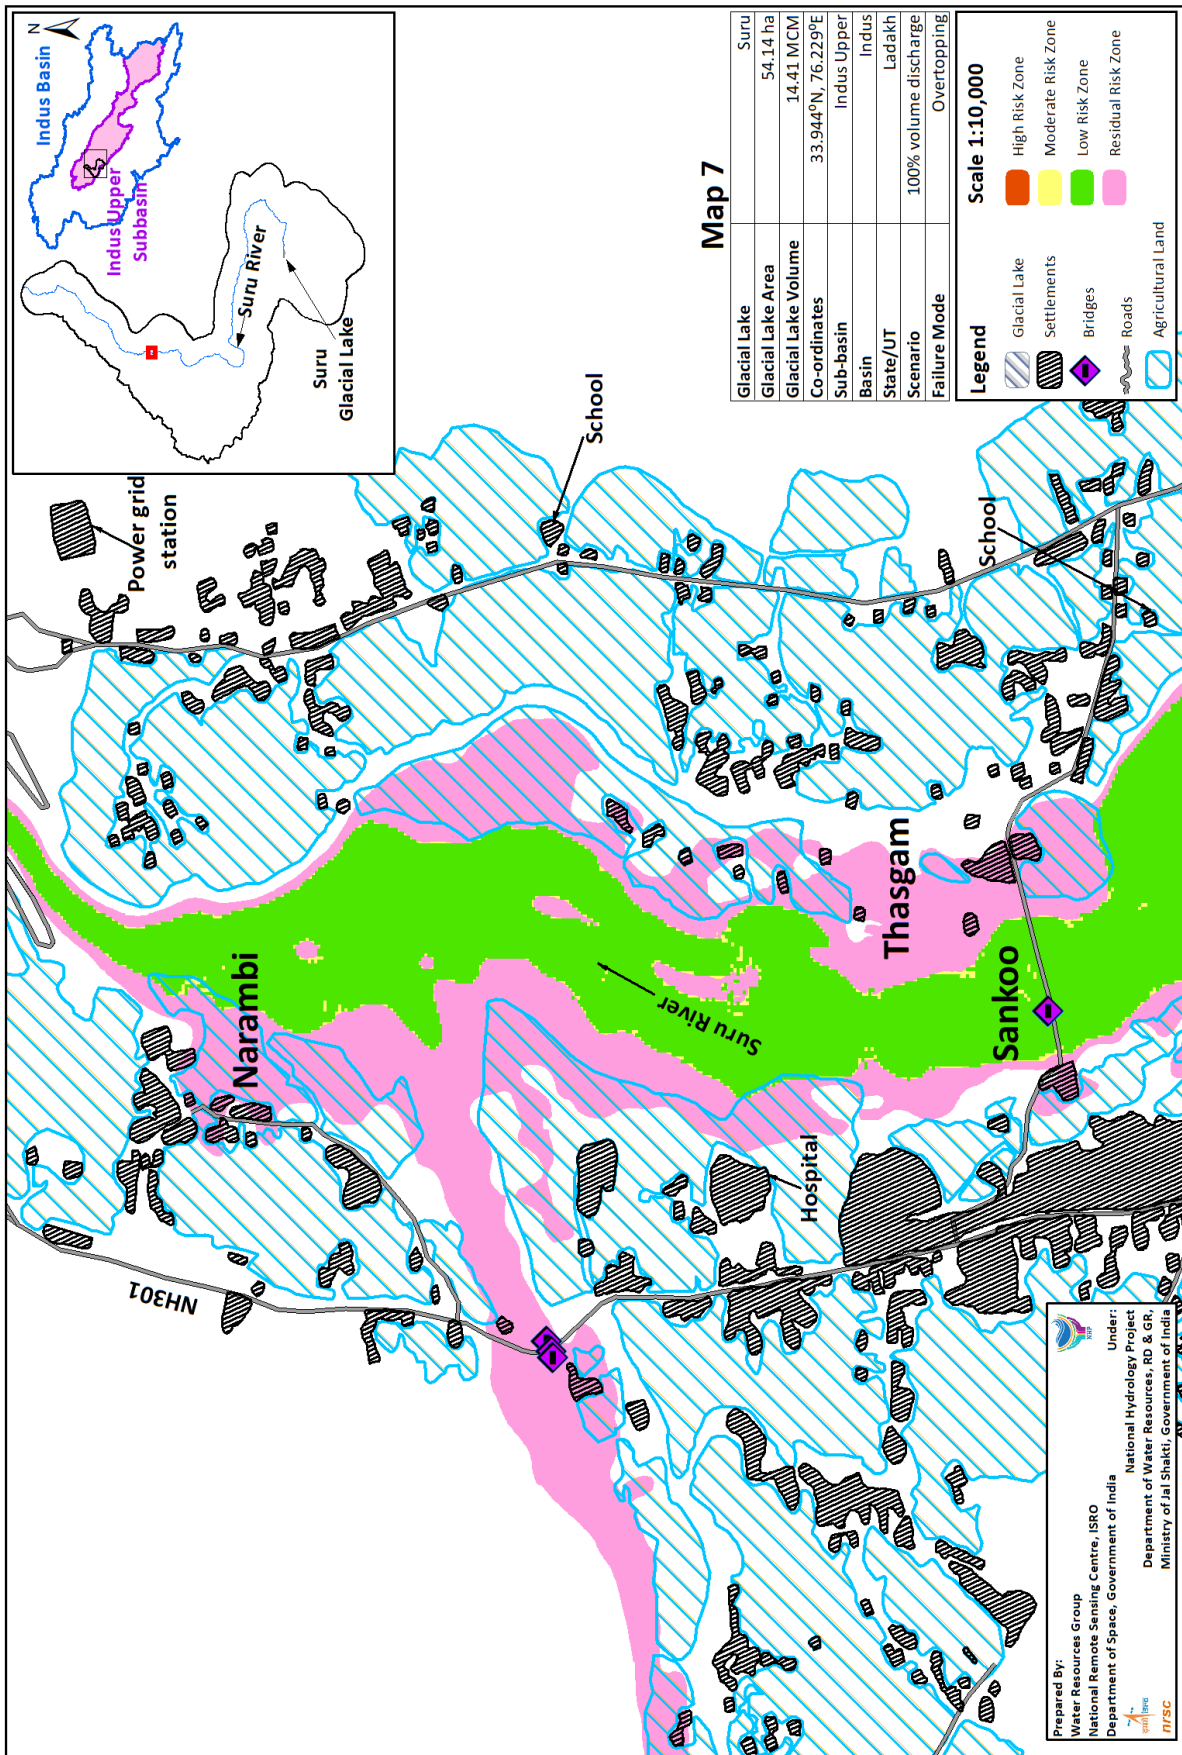 N
Indus Basin
Indus Upper
Subbasin
Suru River
Suru
Glacial Lake
Power grid
station
School
School
Narambi
Thasgam
Sankoo
Suru River
Hospital
NH301
Map 7
Glacial Lake Suru
Glacial Lake Area 54.14 ha
Glacial Lake Volume 14.41 MCM
Co-ordinates 33.944⁰N, 76.229⁰E
Sub-basin Indus Upper
Basin Indus
State/UT Ladakh
Scenario 100% volume discharge
Failure Mode Overtopping
Legend
Scale 1:10,000
Glacial Lake
Settlements
Bridges
Roads
Agricultural Land
High Risk Zone
Moderate Risk Zone
Low Risk Zone
Residual Risk Zone
Prepared By:
Water Resources Group
National Remote Sensing Centre, ISRO
Department of Space, Government of India
nrsc
NHP
Under:
National Hydrology Project
Department of Water Resources, RD & GR,
Ministry of Jal Shakti, Government of India